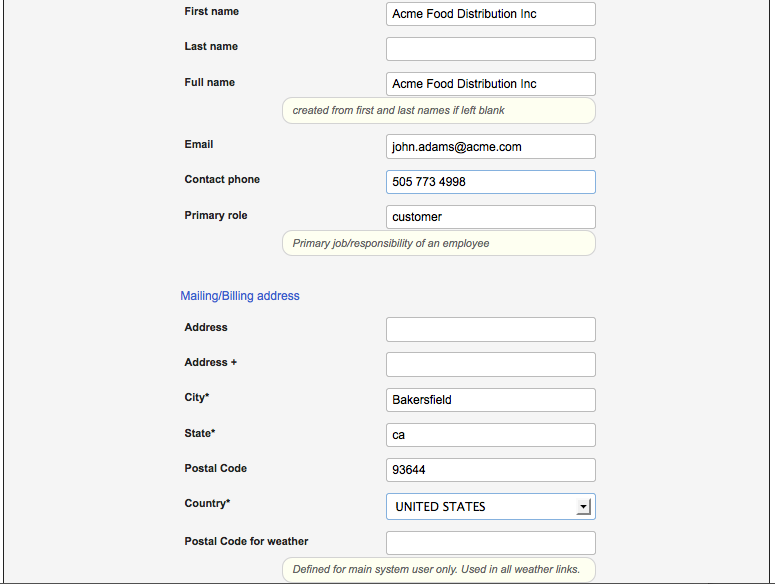 First name Acme Food Distribution Inc
Last name
Full name Acme Food Distribution Inc
created from first and last names if left blank
Email john.adams@acme.com
Contact phone 505 773 4998
Primary role customer
Primary job/responsibility of an employee
Mailing/Billing address
Address
Address +
City* Bakersfield
State* ca
Postal Code 93644
Country* UNITED STATES
Postal Code for weather
Defined for main system user only. Used in all weather links.